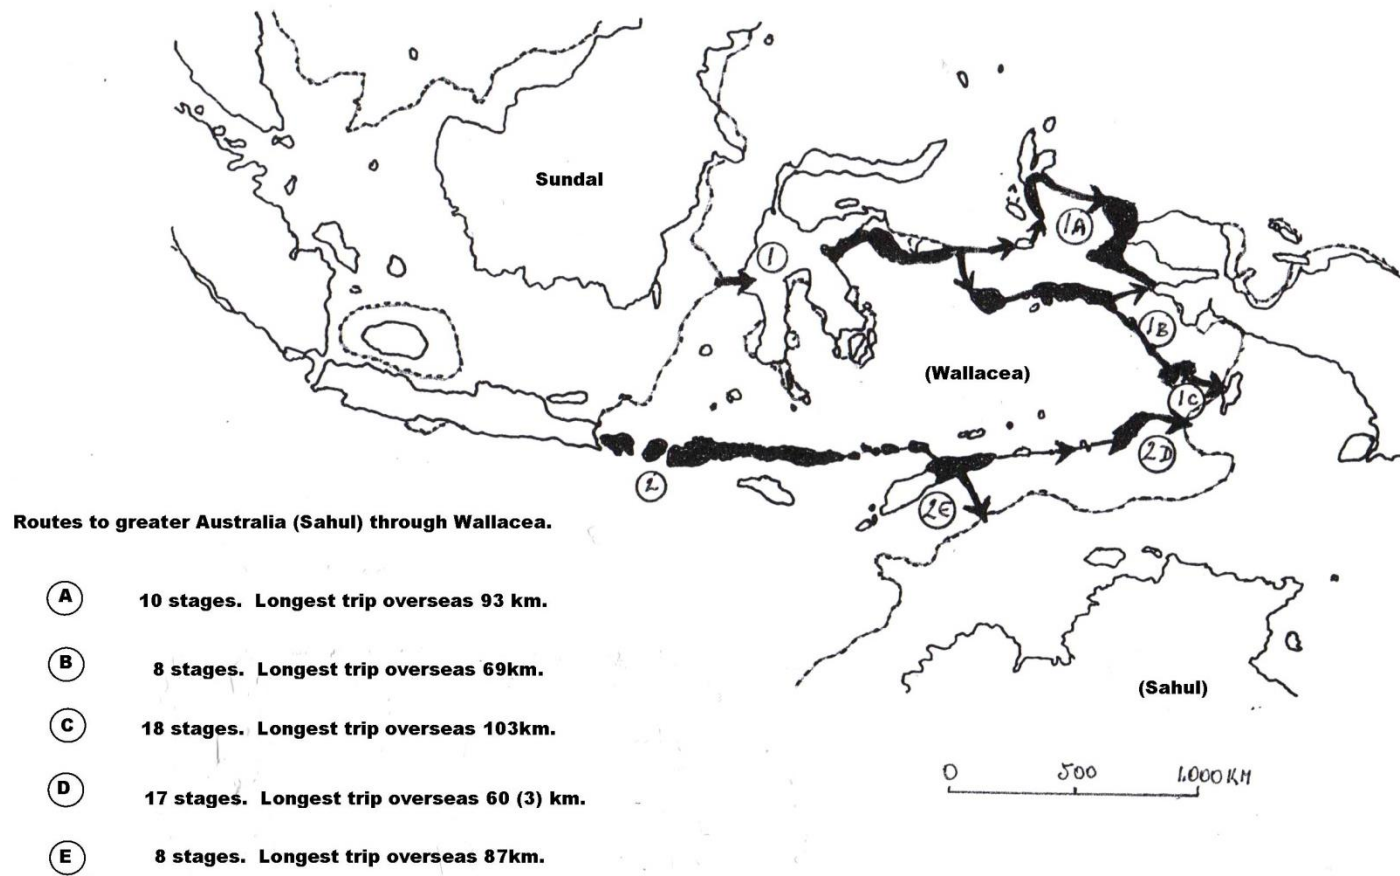 Sundal
1
1A
1B
(Wallacea)
1C
2D
2
2E
Routes to greater Australia (Sahul) through Wallacea.
A 10 stages. Longest trip overseas 93 km.
B 8 stages. Longest trip overseas 69km.
C 18 stages. Longest trip overseas 103km.
D 17 stages. Longest trip overseas 60 (3) km.
E 8 stages. Longest trip overseas 87km.
(Sahul)
0 500 1.000 KM